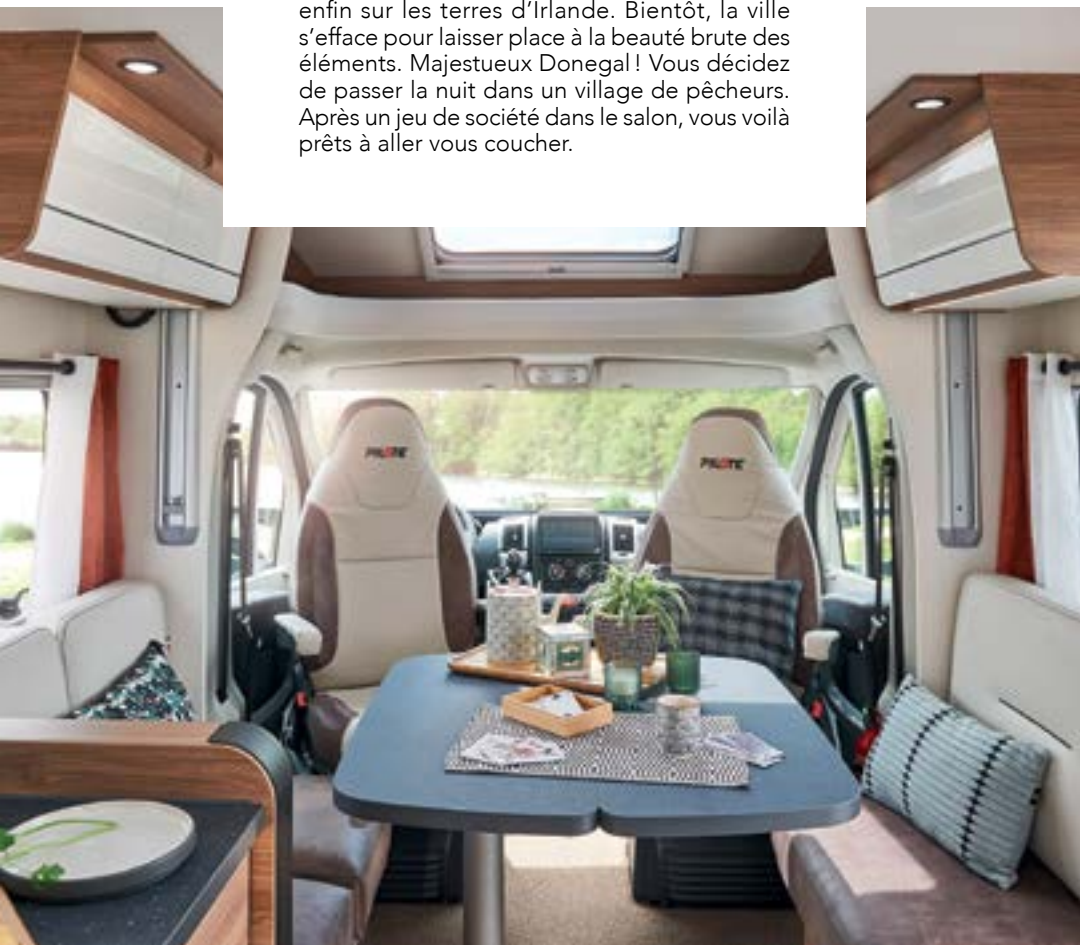 enfin sur les terres d'Irlande. Bientôt, la ville
s'efface pour laisser place à la beauté brute des
éléments. Majestueux Donegal ! Vous décidez
de passer la nuit dans un village de pêcheurs.
Après un jeu de société dans le salon, vous voilà
prêts à aller vous coucher.
PILOTE
PILOTE